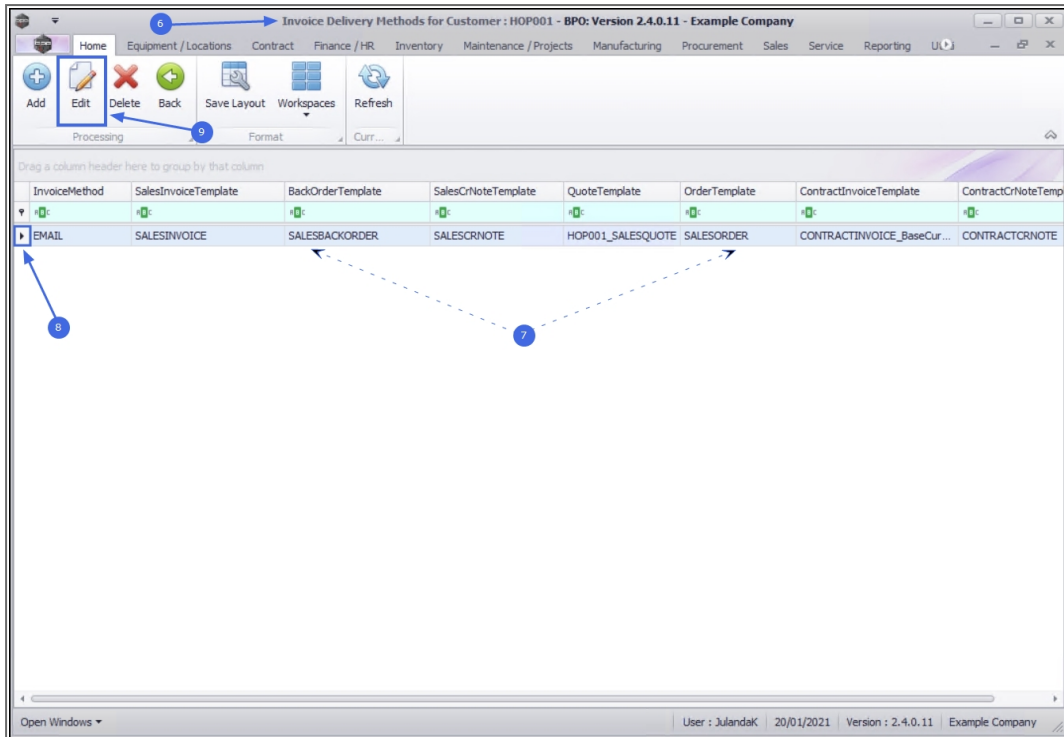 6
Invoice Delivery Methods for Customer : HOP001 - BPO: Version 2.4.0.11 - Example Company
Home Equipment / Locations Contract Finance / HR Inventory Maintenance / Projects Manufacturing Procurement Sales Service Reporting
Add Edit Delete Back Save Layout Workspaces Refresh
9
Processing Format Curr...
Drag a column header here to group by that column
InvoiceMethod SalesInvoiceTemplate BackOrderTemplate SalesCrNoteTemplate QuoteTemplate OrderTemplate ContractInvoiceTemplate ContractCrNoteTemp
EMAIL SALESINVOICE SALESBACKORDER SALESCRNOTE HOP001_SALESQUOTE SALESORDER CONTRACTINVOICE_BaseCur... CONTRACTCRNOTE
8
7
Open Windows User : JulandaK 20/01/2021 Version : 2.4.0.11 Example Company